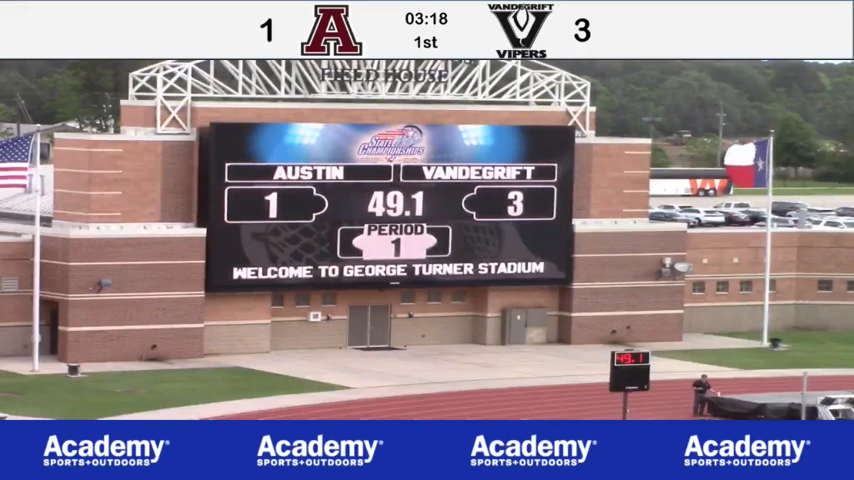 1 A 03:18 VANDEGRIFT V VIPERS 3
1st
FIELD HOUSE
STATE
CHAMPIONSHIPS
AUSTIN VANDEGRIFT
1 49.1 3
PERIOD
1
WELCOME TO GEORGE TURNER STADIUM
49.1
Academy Academy Academy Academy
SPORTS+OUTDOORS SPORTS+OUTDOORS SPORTS+OUTDOORS SPORTS+OUTDOORS